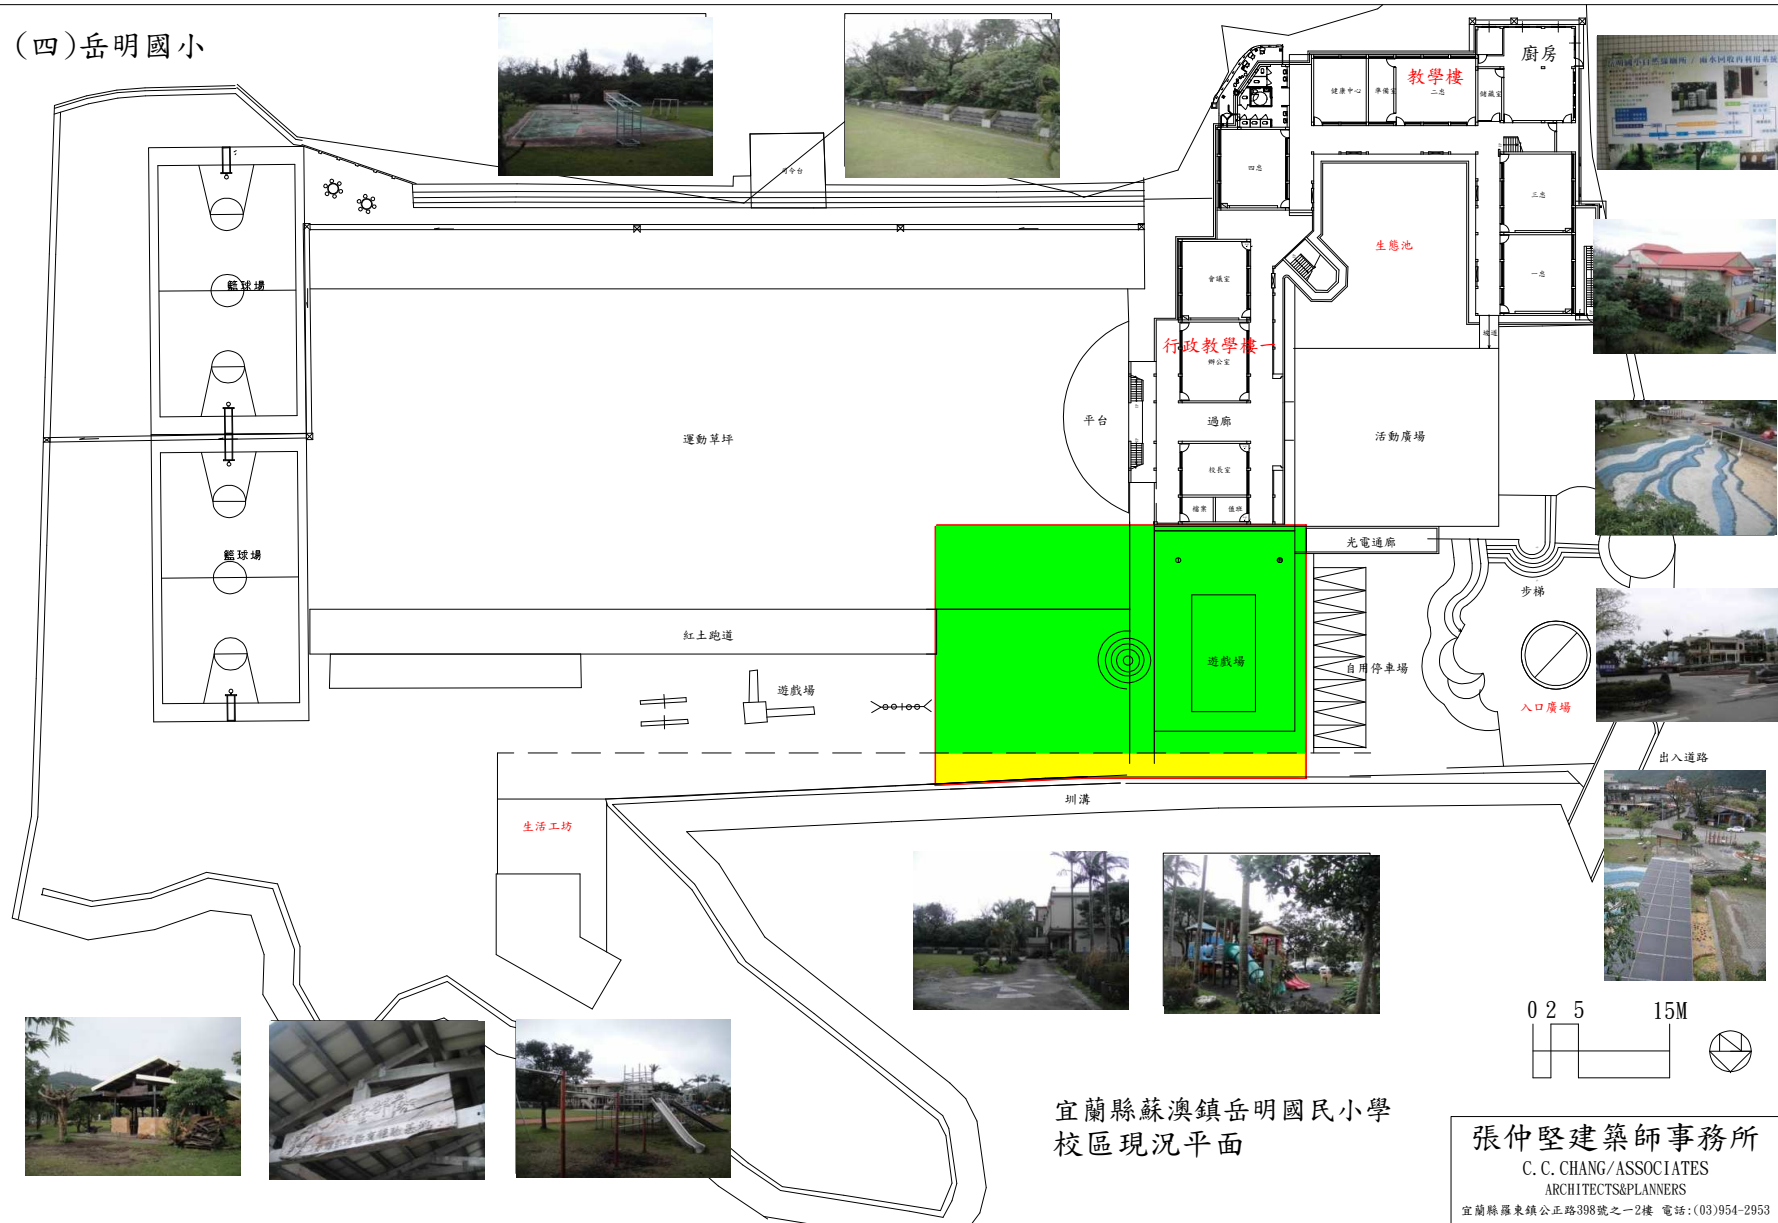 (四)岳明國小
廚房
教學樓
健康中心
準備室
二忠
儲藏室
司令台
四忠
三忠
生態池
籃球場
會議室
一忠
坡道
行政教學樓一
辦公室
平台
過廊
活動廣場
運動草坪
校長室
檔案
值班
光電通廊
籃球場
步梯
紅土跑道
遊戲場
自用停車場
遊戲場
入口廣場
出入道路
圳溝
生活工坊
0 2 5 15M
N
宜蘭縣蘇澳鎮岳明國民小學
校區現況平面
張仲堅建築師事務所
C.C.CHANG/ASSOCIATES
ARCHITECTS&PLANNERS
宜蘭縣羅東鎮公正路398號之一2樓 電話:(03)954-2953